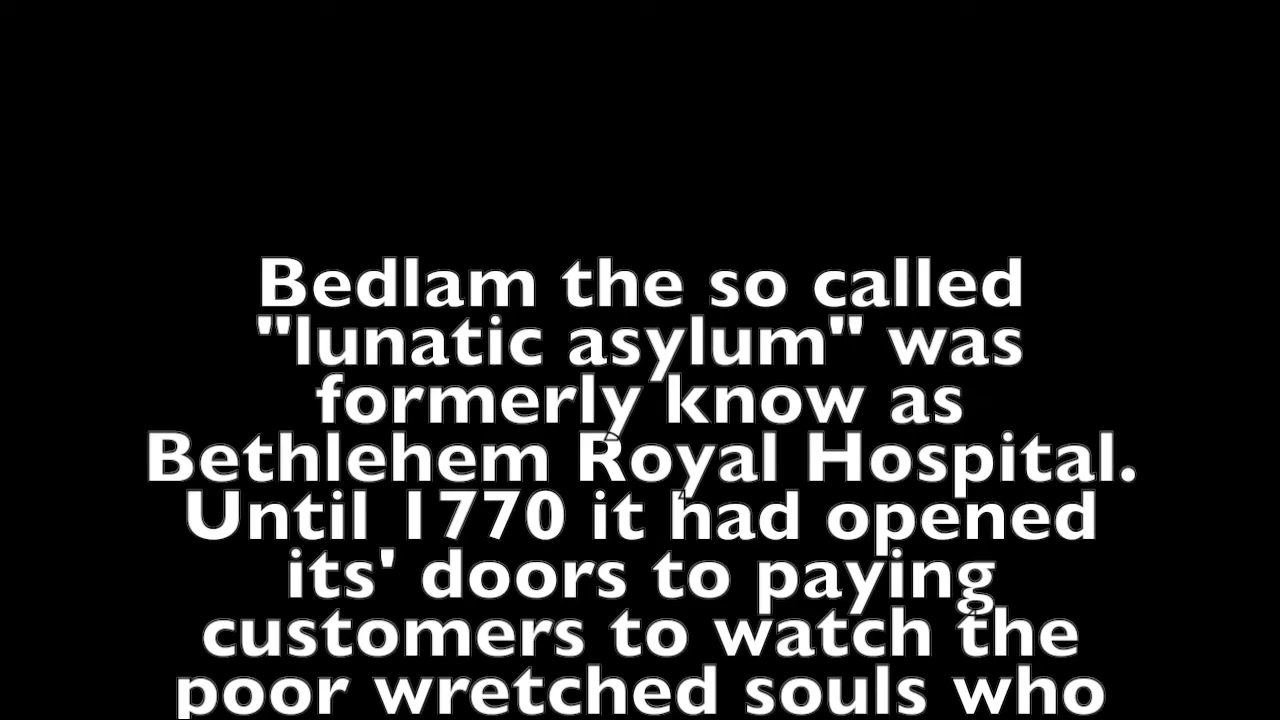 Bedlam the so called
"lunatic asylum" was
formerly know as
Bethlehem Royal Hospital.
Until 1770 it had opened
its' doors to paying
customers to watch the
poor wretched souls who